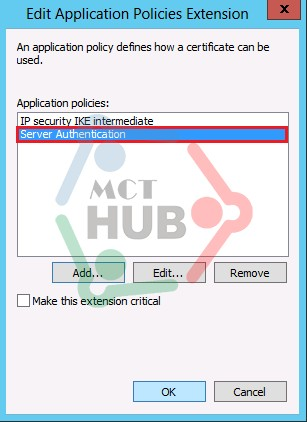 Edit Application Policies Extension
x
An application policy defines how a certificate can be
used.
Application policies:
IP security IKE intermediate
Server Authentication
MCT
HUB
Add...
Edit...
Remove
Make this extension critical
OK
Cancel